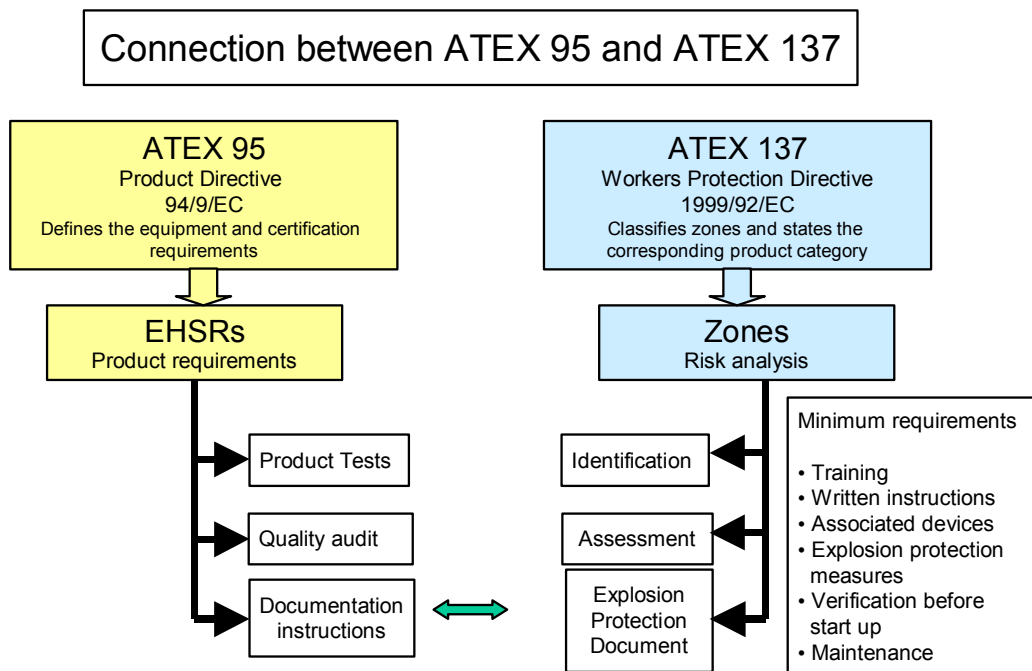 Connection between ATEX 95 and ATEX 137
ATEX 95
Product Directive
94/9/EC
Defines the equipment and certification
requirements
EHSRs
Product requirements
Product Tests
Quality audit
Documentation
instructions
ATEX 137
Workers Protection Directive
1999/92/EC
Classifies zones and states the
corresponding product category
Zones
Risk analysis
Identification
Assessment
Explosion
Protection
Document
Minimum requirements
• Training
• Written instructions
• Associated devices
• Explosion protection
measures
• Verification before
start up
• Maintenance